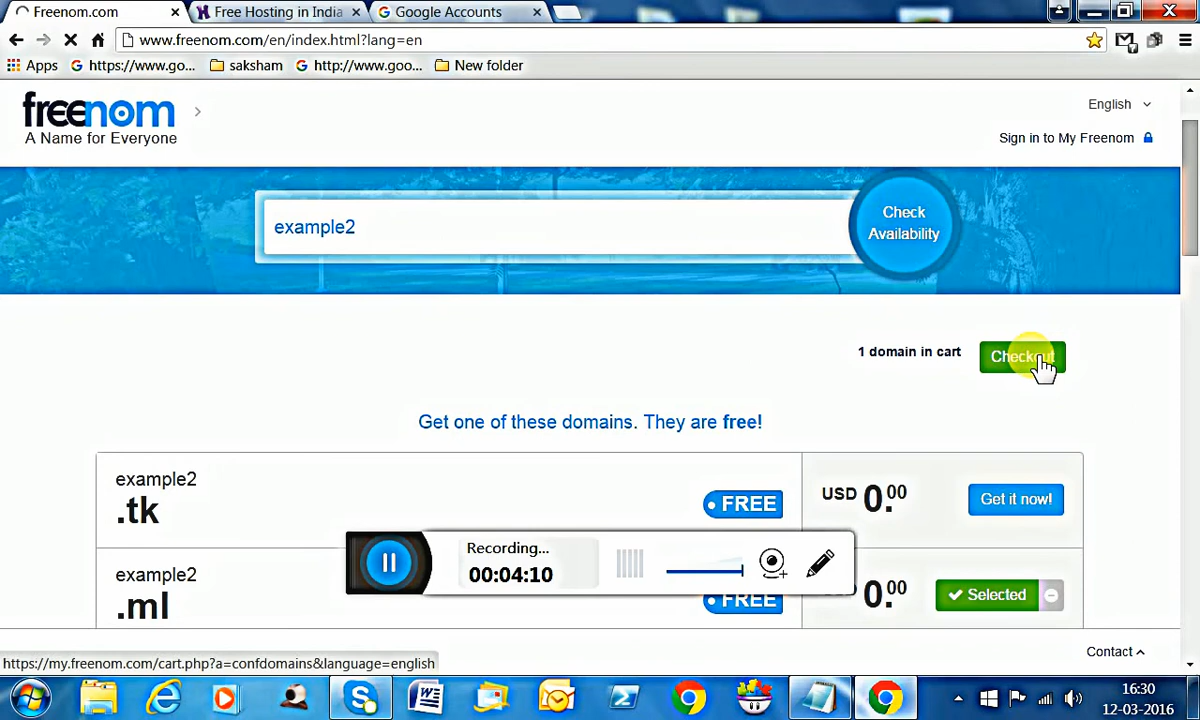 Freenom.com
Free Hosting in India
Google Accounts
www.freenom.com/en/index.html?lang=en
Apps
https://www.go...
saksham
http://www.goo...
New folder
freenom
A Name for Everyone
English
Sign in to My Freenom
example2
Check
Availability
1 domain in cart
Checkout
Get one of these domains. They are free!
example2
.tk
FREE
USD 0.00
Get it now!
Recording...
00:04:10
example2
.ml
FREE
0.00
Selected
Contact
https://my.freenom.com/cart.php?a=confdomains&language=english
16:30
12-03-2016